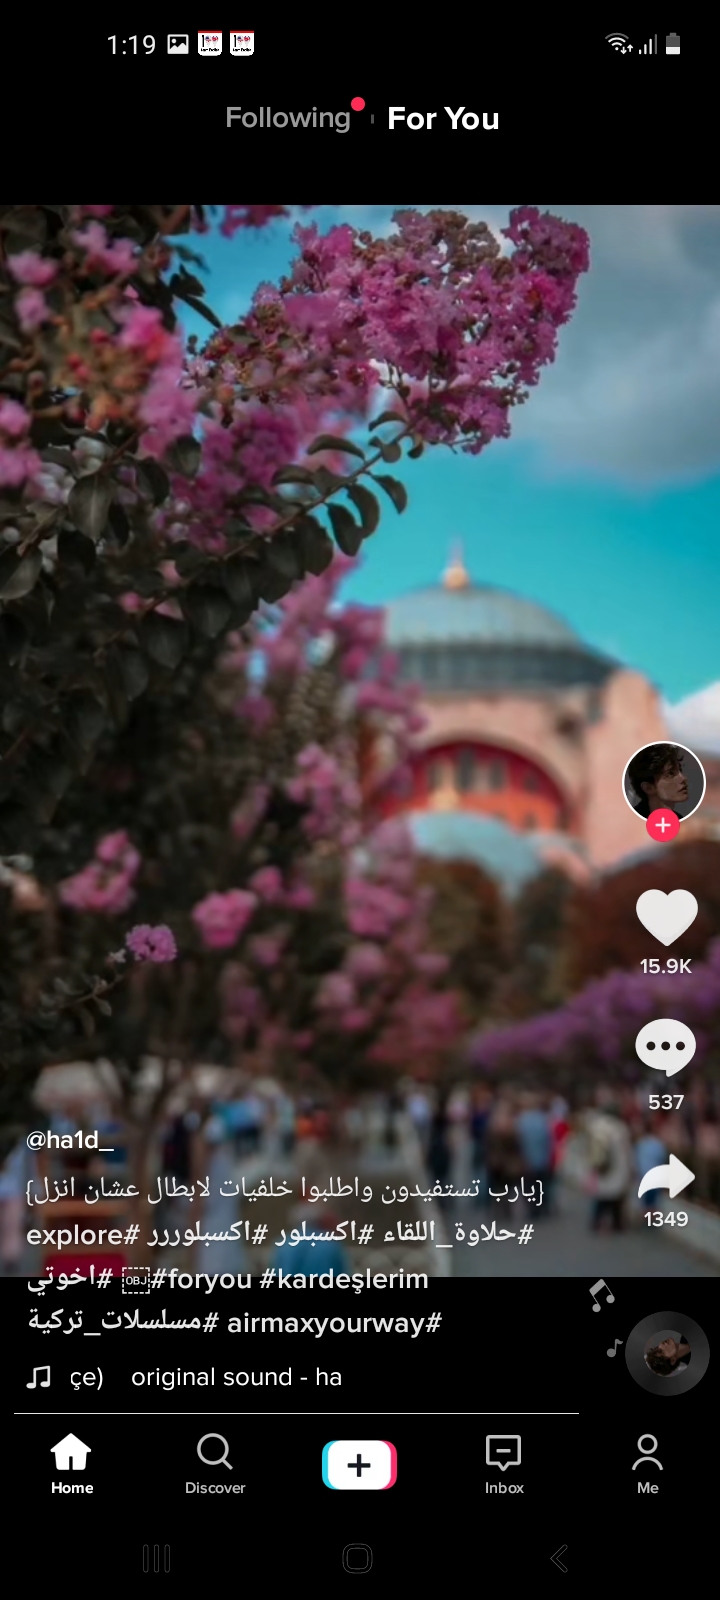 1:19
Following
For You
15.9K
537
1349
@ha1d_
{يارب تستفيدون واطلبوا خلفيات لابطال عشان انزل}
#حلاوة_اللقاء #اكسبلور #اكسبلوررر #explore
#اخوتي #foryou #kardeşlerim
#مسلسلات_تركية #airmaxyourway
çe) original sound - ha
Home
Discover
Inbox
Me